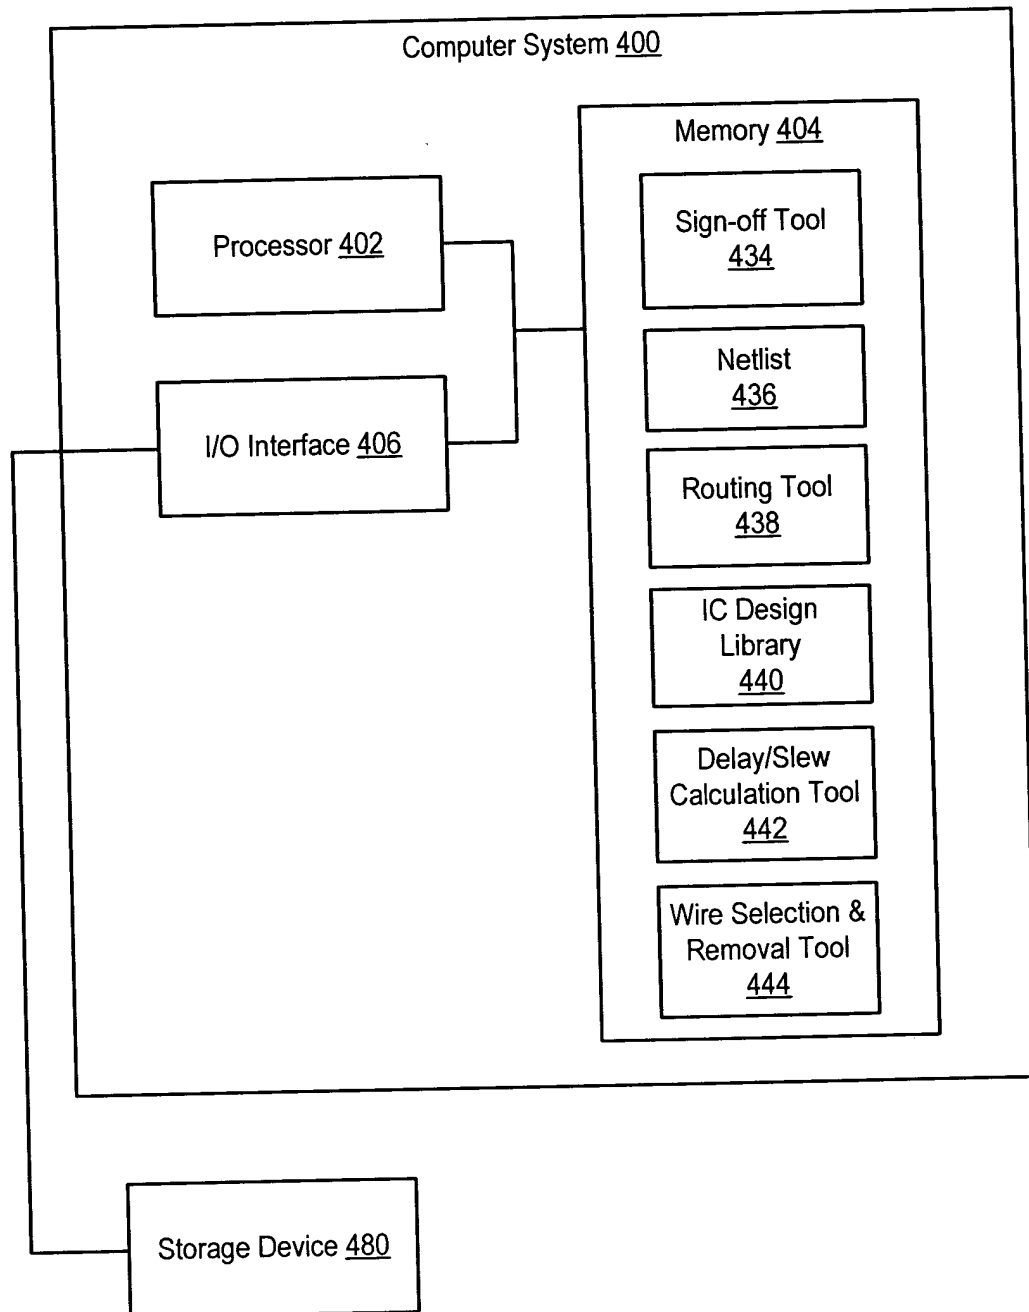 Computer System 400
Memory 404
Sign-off Tool
434
Processor 402
Netlist
436
I/O Interface 406
Routing Tool
438
IC Design
Library
440
Delay/Slew
Calculation Tool
442
Wire Selection &
Removal Tool
444
Storage Device 480